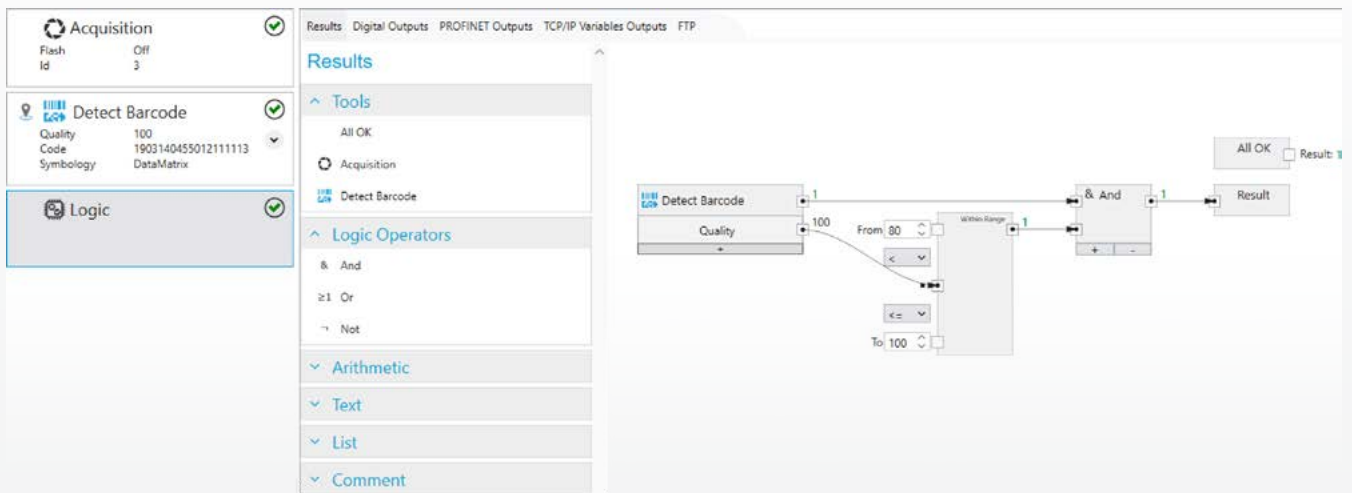 Acquisition
Flash Off
Id 3
Detect Barcode
Quality 100
Code 1903140455012111113
Symbology DataMatrix
Logic
Results Digital Outputs PROFINET Outputs TCP/IP Variables Outputs FTP
Results
Tools
All OK
Acquisition
Detect Barcode
Logic Operators
& And
≥1 Or
¬ Not
Arithmetic
Text
List
Comment
All OK Result: 1
Detect Barcode 1
Quality 100
+
From 80
<
<=
To 100
Within Range 1
& And 1
+ -
Result